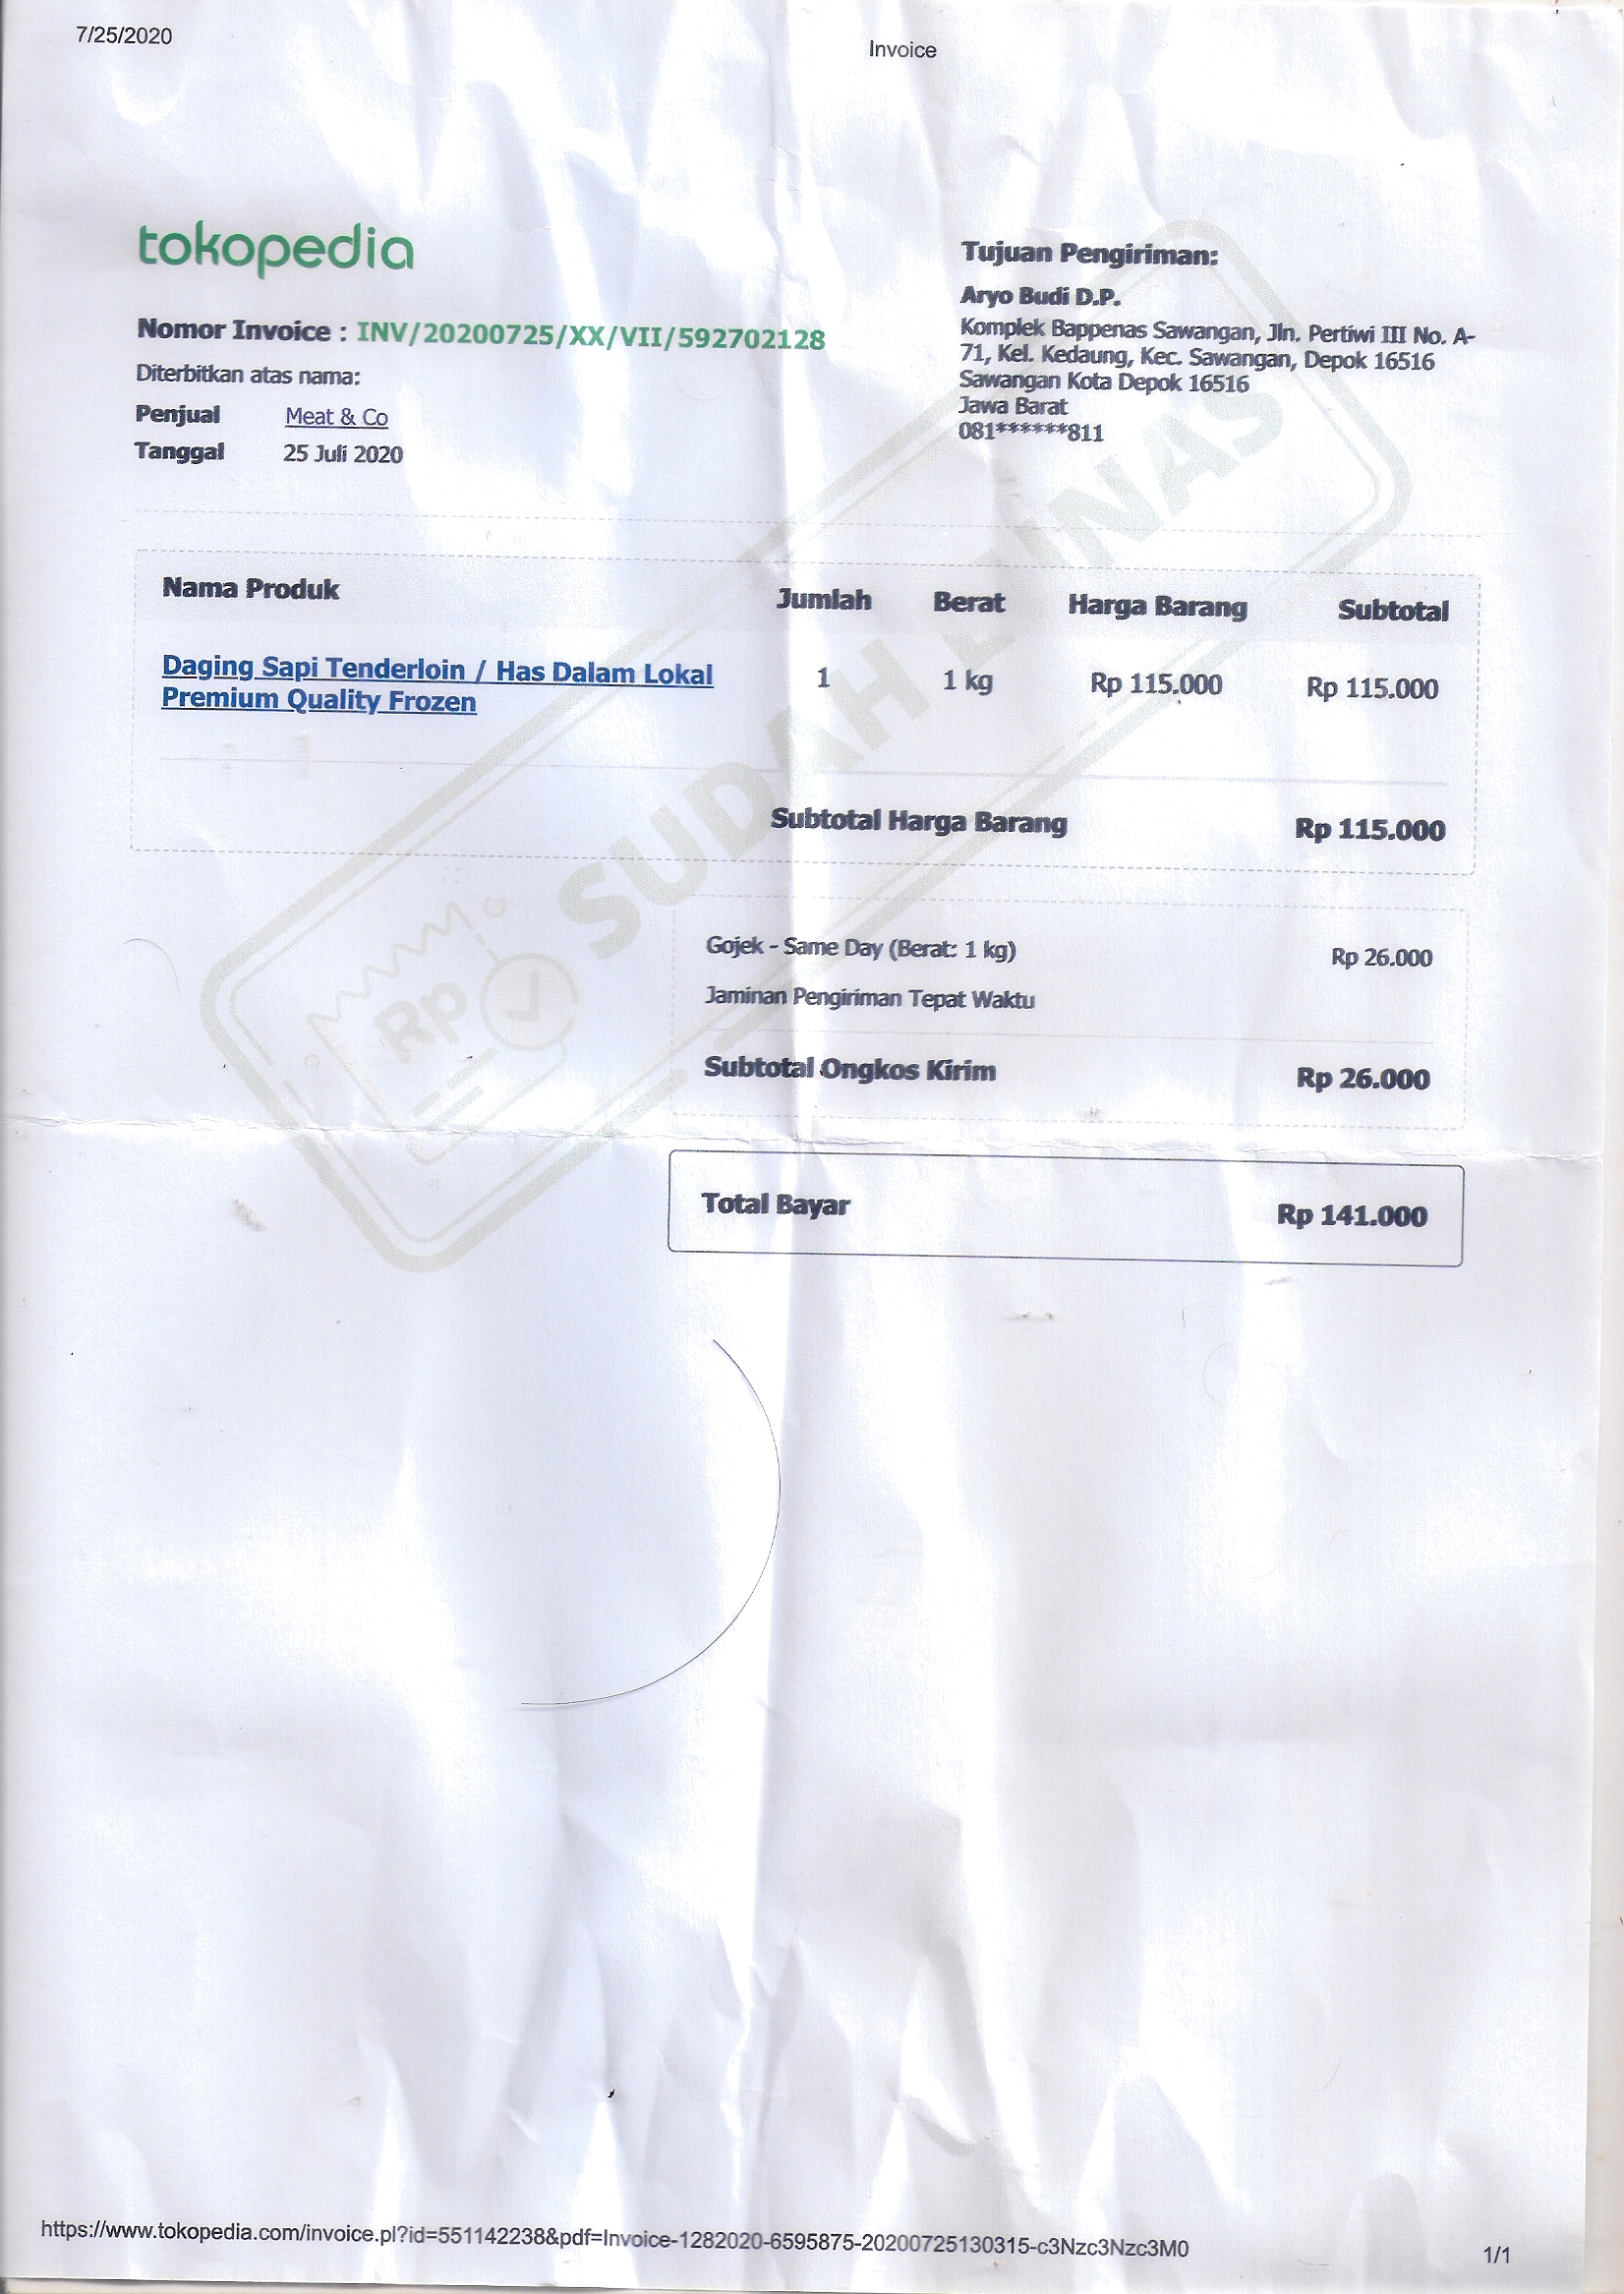 7/25/2020
Invoice
tokopedia
Nomor Invoice : INV/20200725/XX/VII/592702128
Diterbitkan atas nama:
Penjual Meat & Co
Tanggal 25 Juli 2020
Tujuan Pengiriman:
Aryo Budi D.P.
Komplek Bappenas Sawangan, Jln. Pertiwi III No. A-
71, Kel. Kedaung, Kec. Sawangan, Depok 16516
Sawangan Kota Depok 16516
Jawa Barat
081******811
Nama Produk Jumlah Berat Harga Barang Subtotal
Daging Sapi Tenderloin / Has Dalam Lokal 1 1 kg Rp 115.000 Rp 115.000
Premium Quality Frozen
Subtotal Harga Barang Rp 115.000
Gojek - Same Day (Berat: 1 kg) Rp 26.000
Jaminan Pengiriman Tepat Waktu
Subtotal Ongkos Kirim Rp 26.000
Total Bayar Rp 141.000
Rp SUDAH LUNAS
https://www.tokopedia.com/invoice.pl?id=551142238&pdf=Invoice-1282020-6595875-20200725130315-c3Nzc3Nzc3M0
1/1